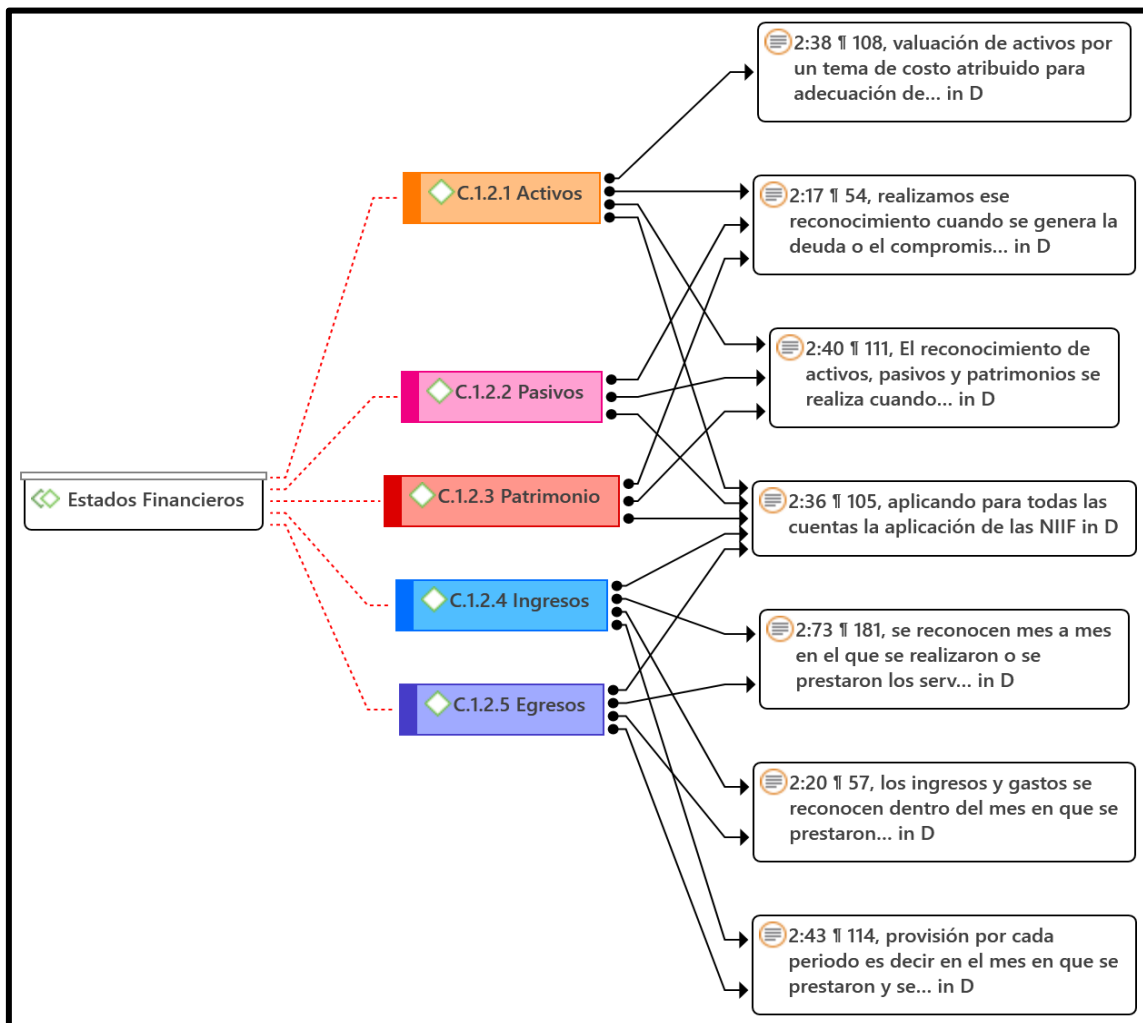 Estados Financieros
C.1.2.1 Activos
C.1.2.2 Pasivos
C.1.2.3 Patrimonio
C.1.2.4 Ingresos
C.1.2.5 Egresos
2:38 ¶ 108, valuación de activos por
un tema de costo atribuido para
adecuación de... in D
2:17 ¶ 54, realizamos ese
reconocimiento cuando se genera la
deuda o el compromis... in D
2:40 ¶ 111, El reconocimiento de
activos, pasivos y patrimonios se
realiza cuando... in D
2:36 ¶ 105, aplicando para todas las
cuentas la aplicación de las NIIF in D
2:73 ¶ 181, se reconocen mes a mes
en el que se realizaron o se
prestaron los serv... in D
2:20 ¶ 57, los ingresos y gastos se
reconocen dentro del mes en que se
prestaron... in D
2:43 ¶ 114, provisión por cada
periodo es decir en el mes en que se
prestaron y se... in D